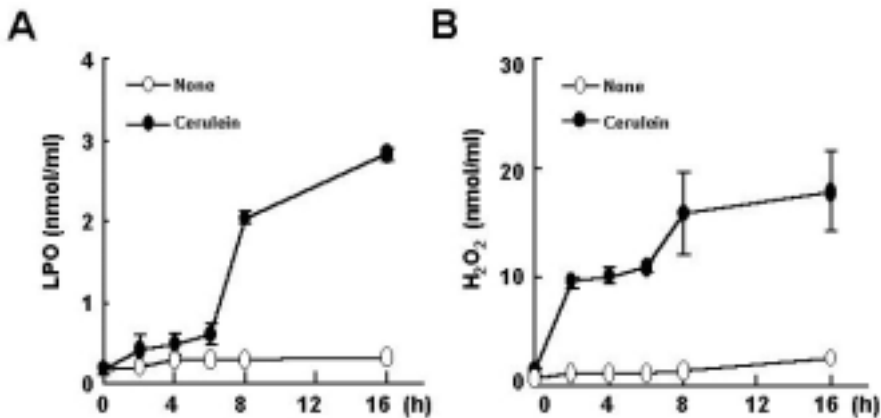 A
LPO (nmol/ml)
4
3
2
1
0
None
Cerulein
0 4 8 12 16 (h)
B
H₂O₂ (nmol/ml)
30
20
10
0
None
Cerulein
0 4 8 12 16 (h)